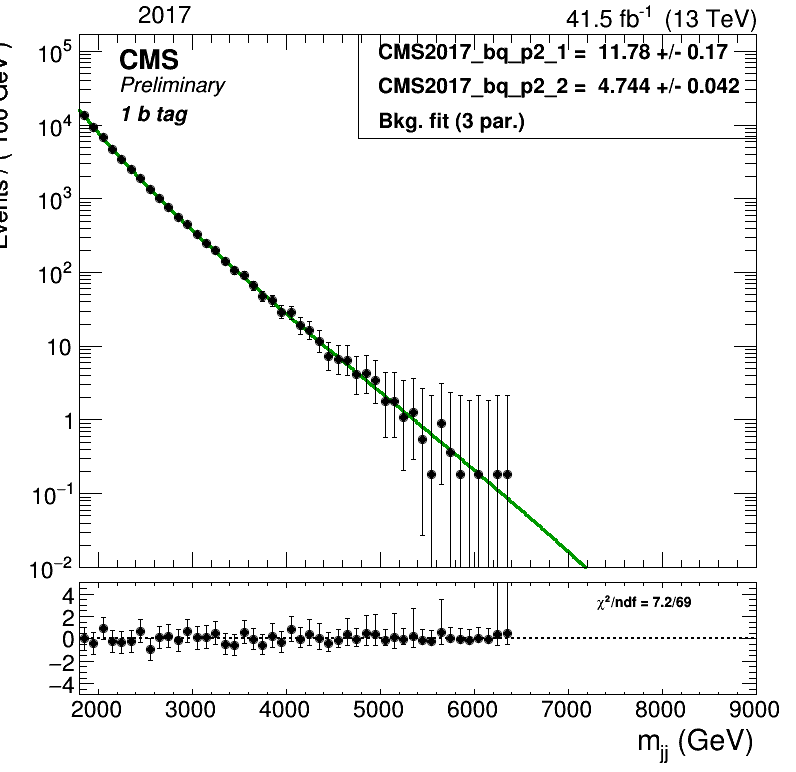 2017
41.5 fb⁻¹ (13 TeV)
CMS
Preliminary
1 b tag
CMS2017_bq_p2_1 = 11.78 +/- 0.17
CMS2017_bq_p2_2 = 4.744 +/- 0.042
Bkg. fit (3 par.)
10⁵
10⁴
10³
10²
10
1
10⁻¹
10⁻²
χ²/ndf = 7.2/69
4
2
0
−2
−4
2000 3000 4000 5000 6000 7000 8000 9000
m_jj (GeV)